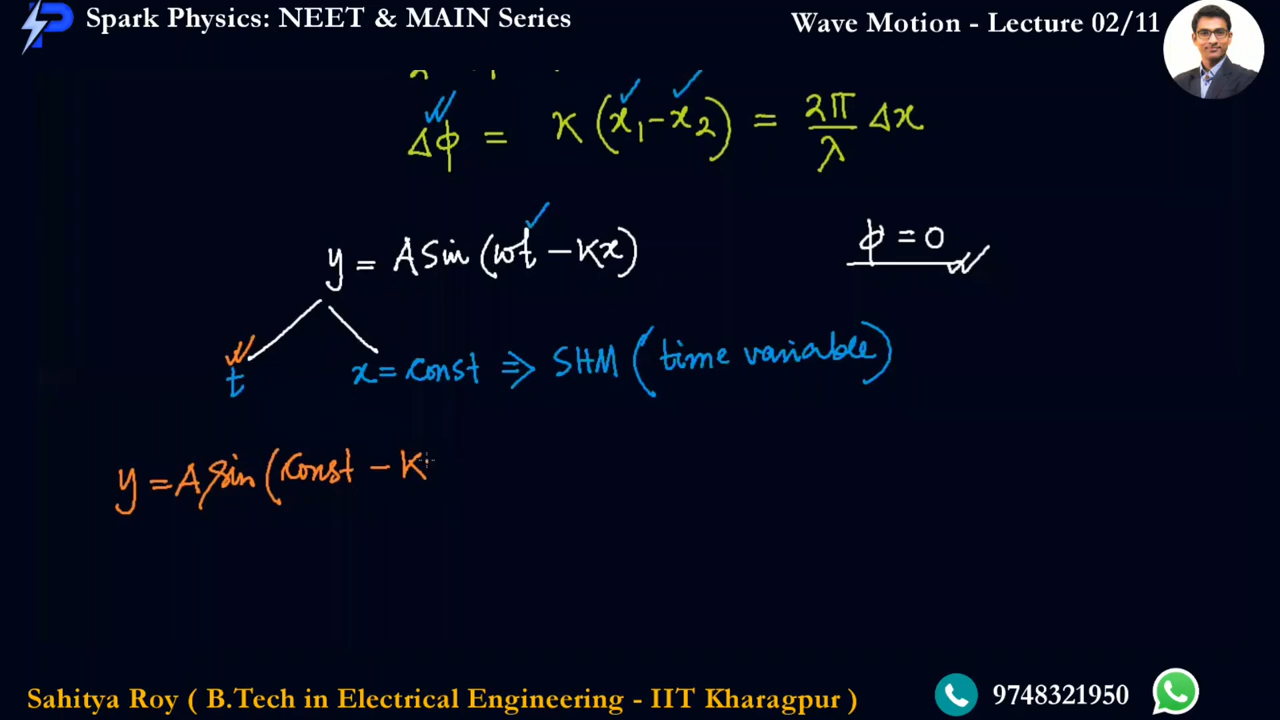 Spark Physics: NEET & MAIN Series
Wave Motion - Lecture 02/11
Δϕ = K (x₁ - x₂) = 2π/λ Δx
y = A Sin (ωt - Kx)
ϕ = 0
t
x = const ⇒ SHM (time variable)
y = A sin (const - K
Sahitya Roy ( B.Tech in Electrical Engineering - IIT Kharagpur )
9748321950